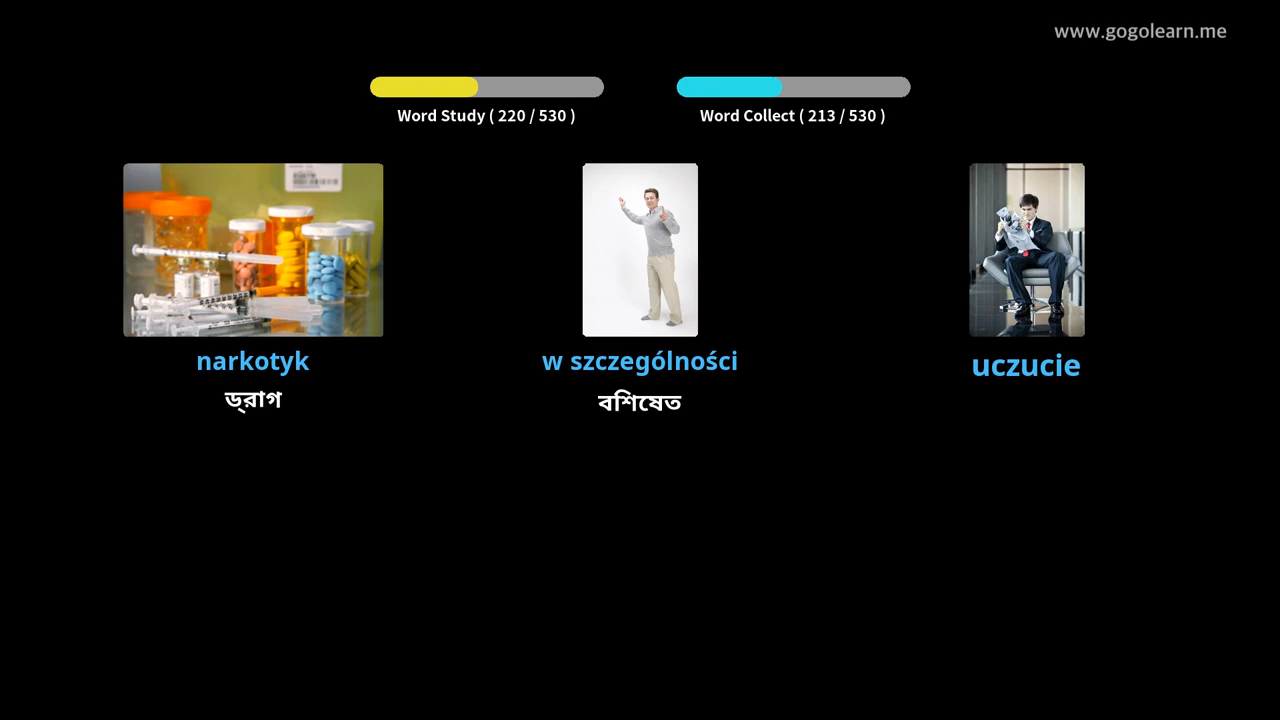 www.gogolearn.me
Word Study ( 220 / 530 )
Word Collect ( 213 / 530 )
narkotyk
w szczególności
uczucie
ড্রাগ
বিশেষত